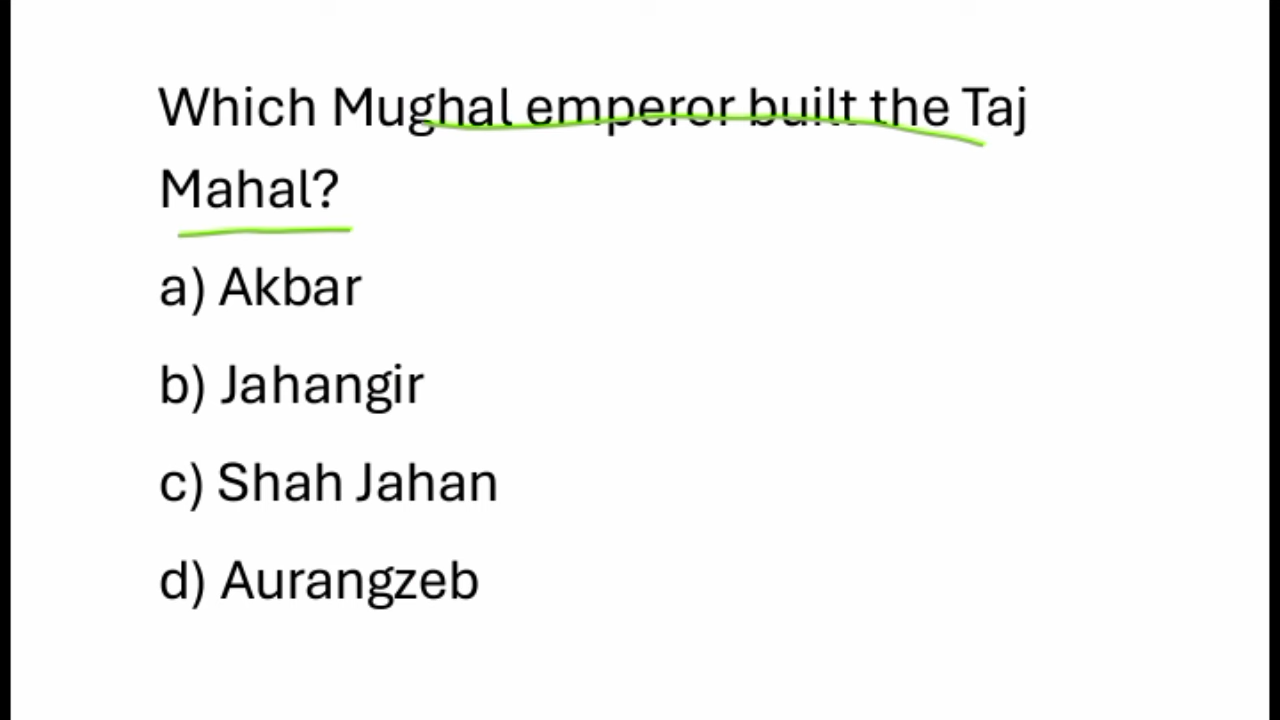 Which Mughal emperor built the Taj
Mahal?
a) Akbar
b) Jahangir
c) Shah Jahan
d) Aurangzeb